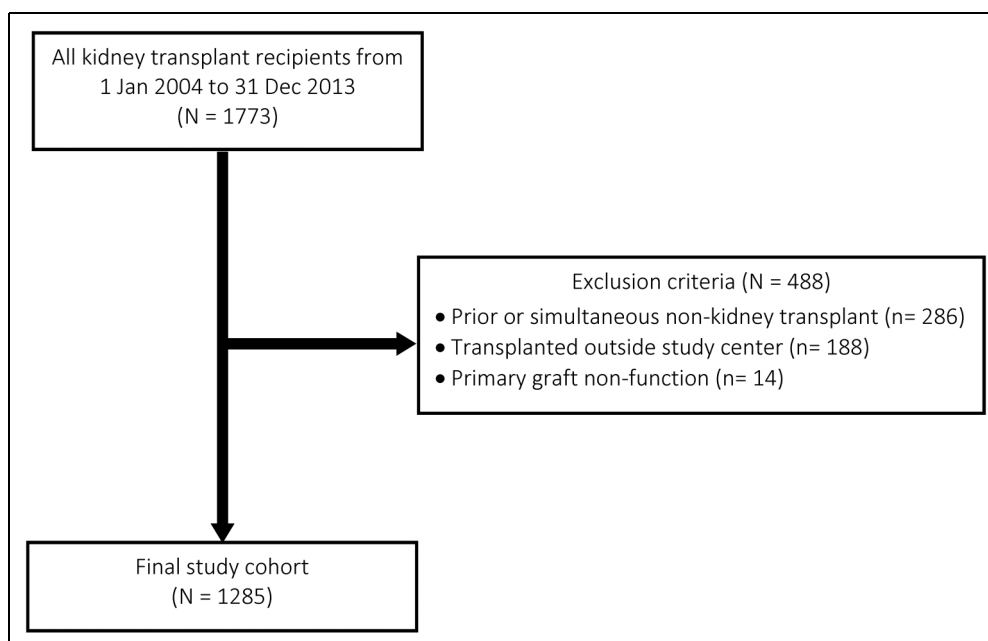 All kidney transplant recipients from
1 Jan 2004 to 31 Dec 2013
(N = 1773)
Exclusion criteria (N = 488)
• Prior or simultaneous non-kidney transplant (n= 286)
• Transplanted outside study center (n= 188)
• Primary graft non-function (n= 14)
Final study cohort
(N = 1285)